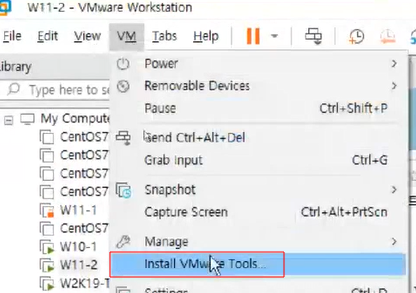 W11-2 - VMware Workstation
File Edit View VM Tabs Help
Library
Type here to se
My Compute
CentOS7
CentOS7
CentOS7
CentOS7
W11-1
W10-1
W11-2
W2K19-T
Power
Removable Devices
Pause Ctrl+Shift+P
Send Ctrl+Alt+Del
Grab Input Ctrl+G
Snapshot
Capture Screen Ctrl+Alt+PrtScn
Manage
Install VMware Tools...
Settings Ctrl+D